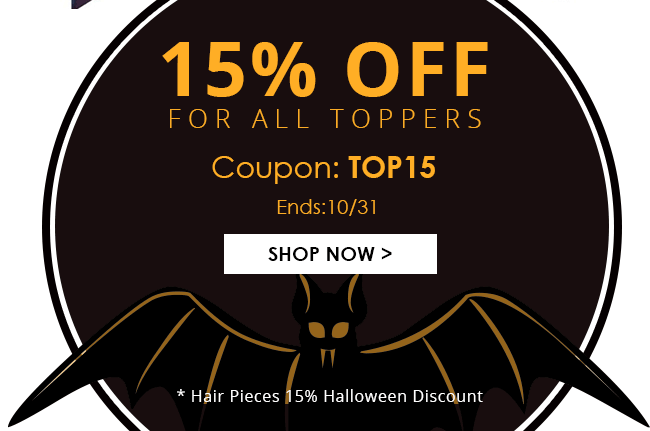 15% OFF
FOR ALL TOPPERS
Coupon: TOP15
Ends:10/31
SHOP NOW >
* Hair Pieces 15% Halloween Discount